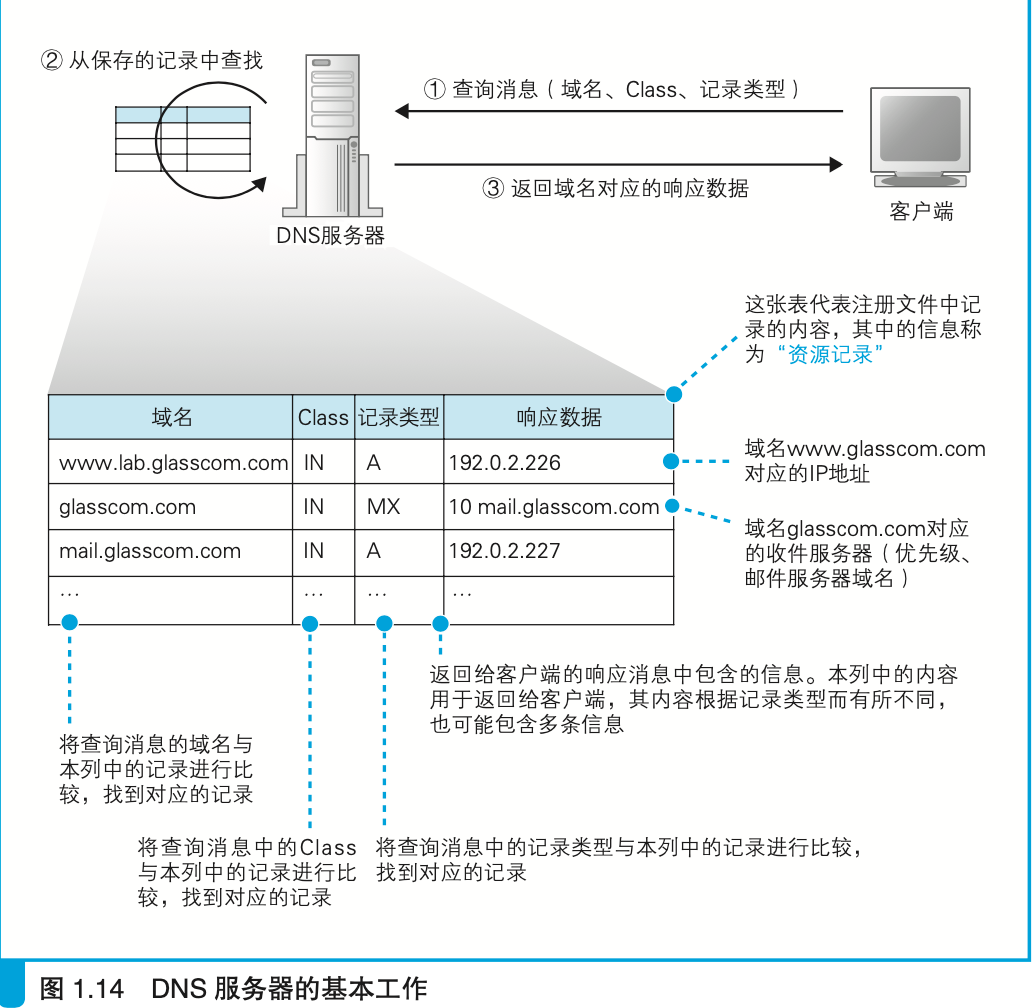 ② 从保存的记录中查找
① 查询消息（域名、Class、记录类型）
③ 返回域名对应的响应数据
DNS服务器
客户端
这张表代表注册文件中记
录的内容，其中的信息称
为“资源记录”
域名 Class 记录类型 响应数据
www.lab.glasscom.com IN A 192.0.2.226
glasscom.com IN MX 10 mail.glasscom.com
mail.glasscom.com IN A 192.0.2.227
… … … …
域名www.glasscom.com
对应的IP地址
域名glasscom.com对应
的收件服务器（优先级、
邮件服务器域名）
返回给客户端的响应消息中包含的信息。本列中的内容
用于返回给客户端，其内容根据记录类型而有所不同，
也可能包含多条信息
将查询消息的域名与
本列中的记录进行比
较，找到对应的记录
将查询消息中的Class
与本列中的记录进行比
较，找到对应的记录
将查询消息中的记录类型与本列中的记录进行比较，
找到对应的记录
图 1.14 DNS 服务器的基本工作